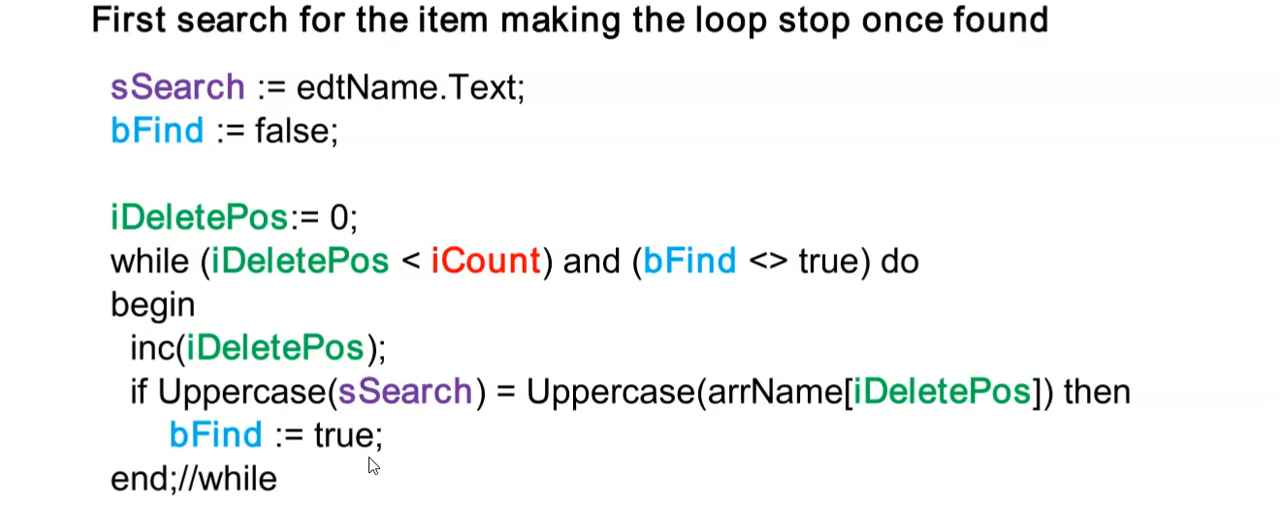 First search for the item making the loop stop once found
sSearch := edtName.Text;
bFind := false;
iDeletePos:= 0;
while (iDeletePos < iCount) and (bFind <> true) do
begin
inc(iDeletePos);
if Uppercase(sSearch) = Uppercase(arrName[iDeletePos]) then
bFind := true;
end;//while